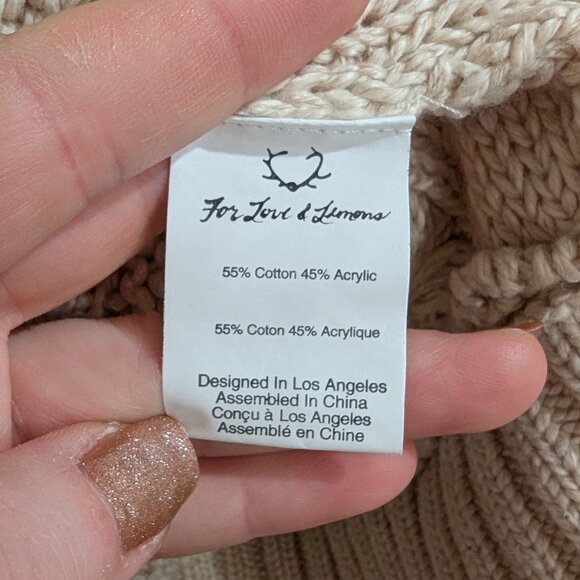 For Love & Lemons
55% Cotton 45% Acrylic
55% Coton 45% Acrylique
Designed In Los Angeles
Assembled In China
Conçu à Los Angeles
Assemblé en Chine